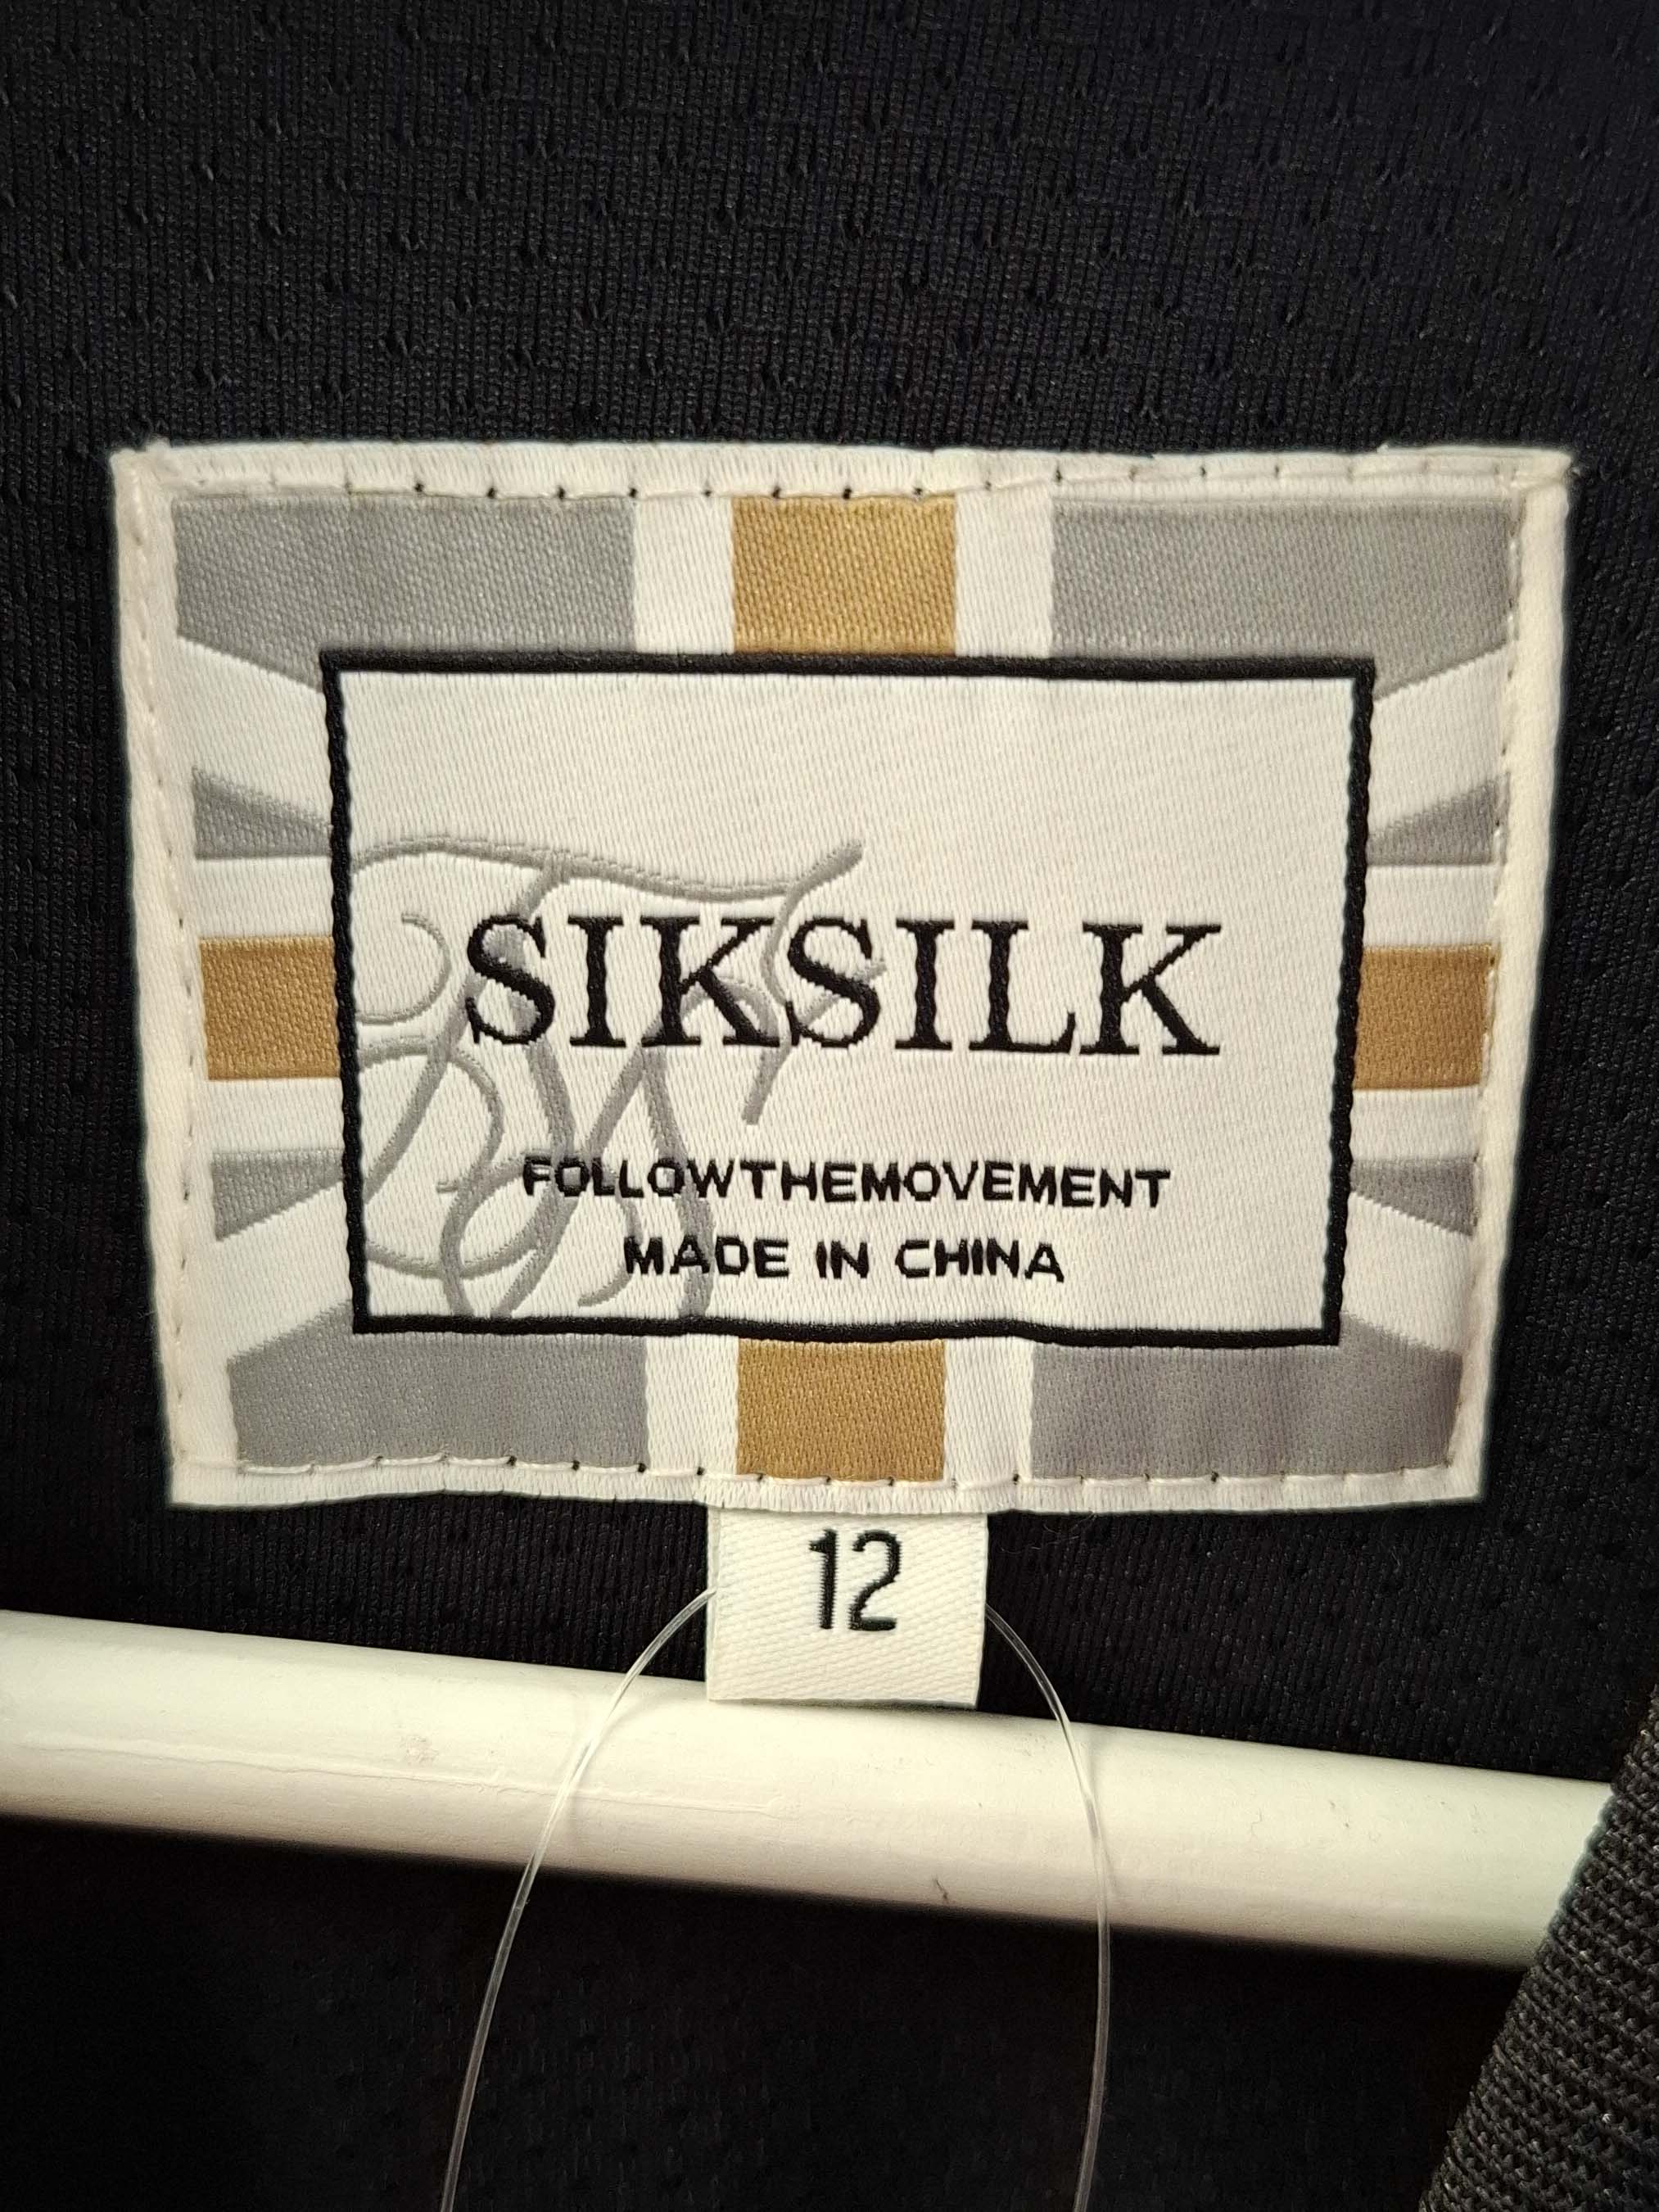 SIKSILK
FOLLOWTHEMOVEMENT
MADE IN CHINA
12